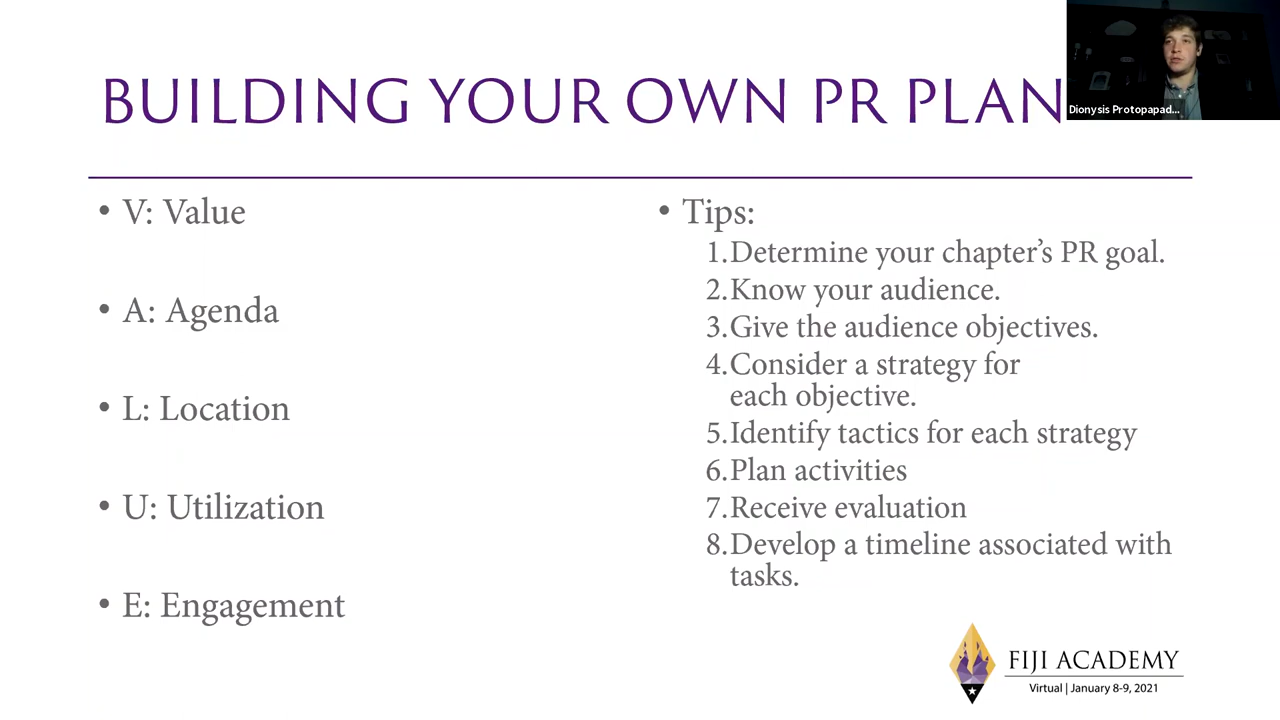 BUILDING YOUR OWN PR PLAN
Dionysis Protopapad...
• V: Value
• A: Agenda
• L: Location
• U: Utilization
• E: Engagement
• Tips:
1.Determine your chapter’s PR goal.
2.Know your audience.
3.Give the audience objectives.
4.Consider a strategy for
each objective.
5.Identify tactics for each strategy
6.Plan activities
7.Receive evaluation
8.Develop a timeline associated with
tasks.
FIJI ACADEMY
Virtual | January 8-9, 2021